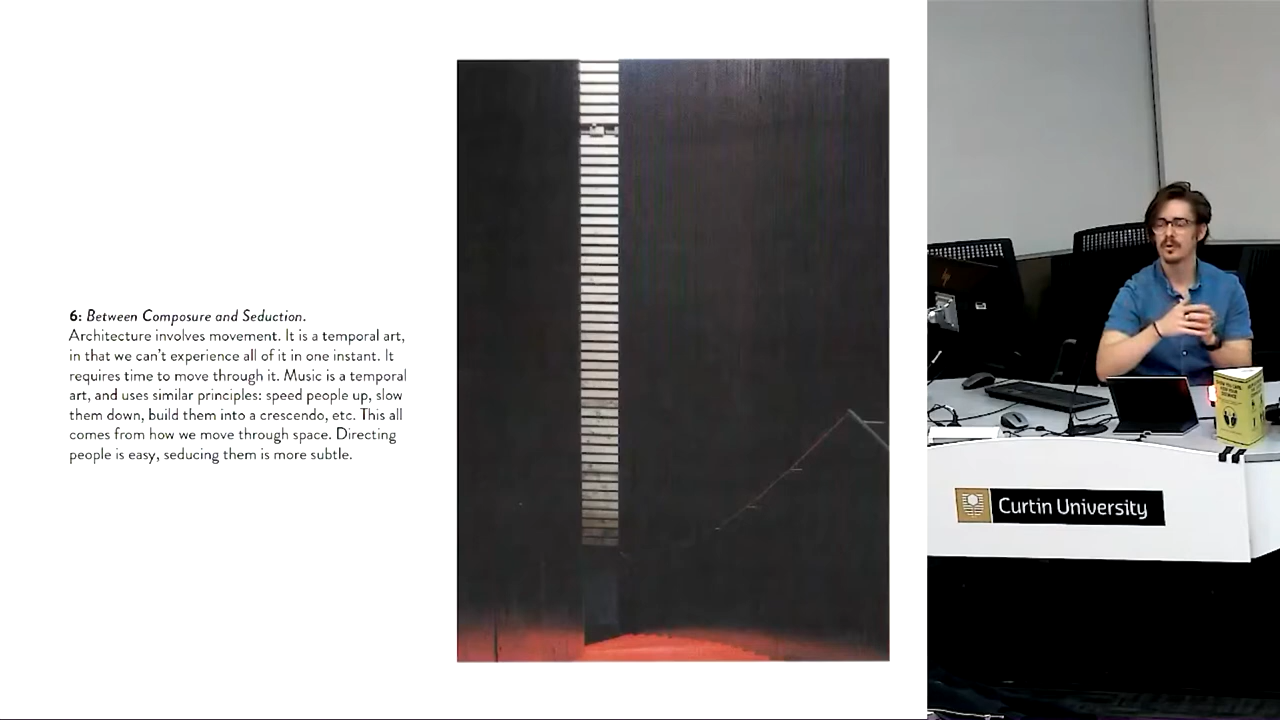 6: Between Composure and Seduction.
Architecture involves movement. It is a temporal art,
in that we can't experience all of it in one instant. It
requires time to move through it. Music is a temporal
art, and uses similar principles: speed people up, slow
them down, build them into a crescendo, etc. This all
comes from how we move through space. Directing
people is easy, seducing them is more subtle.
Curtin University